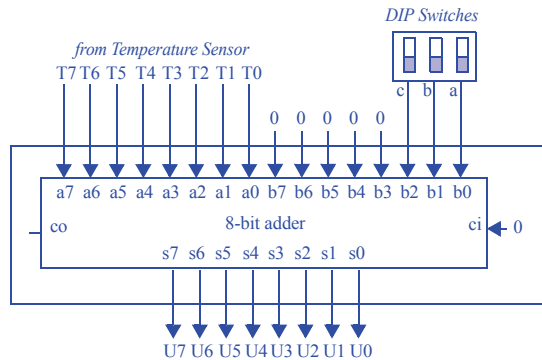 DIP Switches
from Temperature Sensor
T7 T6 T5 T4 T3 T2 T1 T0
c b a
0 0 0 0 0
a7 a6 a5 a4 a3 a2 a1 a0 b7 b6 b5 b4 b3 b2 b1 b0
co 8-bit adder ci 0
s7 s6 s5 s4 s3 s2 s1 s0
U7 U6 U5 U4 U3 U2 U1 U0